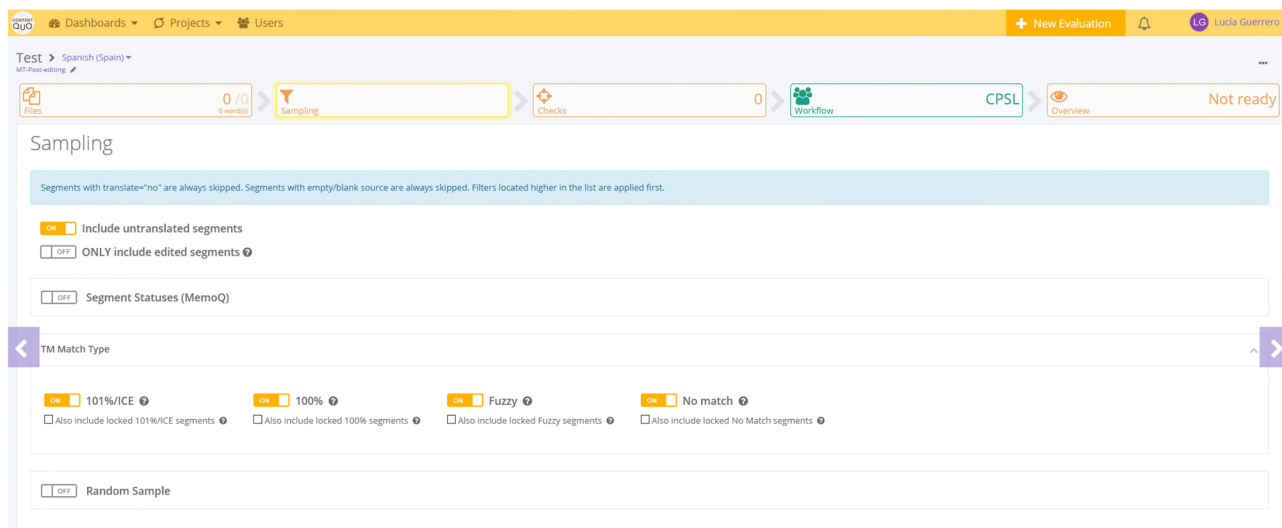 CONTENT
QUO
Dashboards Projects Users
New Evaluation LG Lucía Guerrero
Test > Spanish (Spain)
MT-Post-editing
Files 0 /0
0 word(s)
Sampling
Checks 0
Workflow CPSL
Overview Not ready
Sampling
Segments with translate="no" are always skipped. Segments with empty/blank source are always skipped. Filters located higher in the list are applied first.
ON Include untranslated segments
OFF ONLY include edited segments
OFF Segment Statuses (MemoQ)
TM Match Type
ON 101%/ICE ON 100% ON Fuzzy ON No match
Also include locked 101%/ICE segments Also include locked 100% segments Also include locked Fuzzy segments Also include locked No Match segments
OFF Random Sample